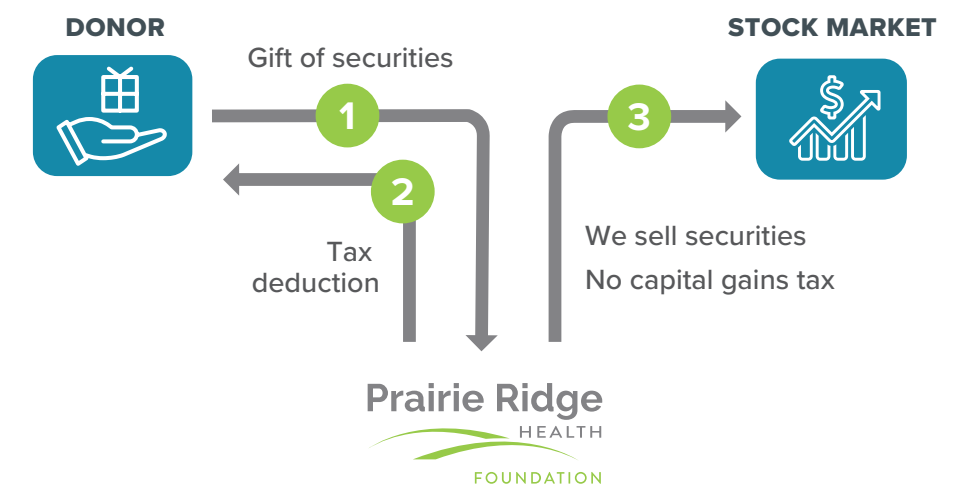 DONOR
STOCK MARKET
Gift of securities
$
1
3
2
Tax
deduction
We sell securities
No capital gains tax
Prairie Ridge
HEALTH
FOUNDATION